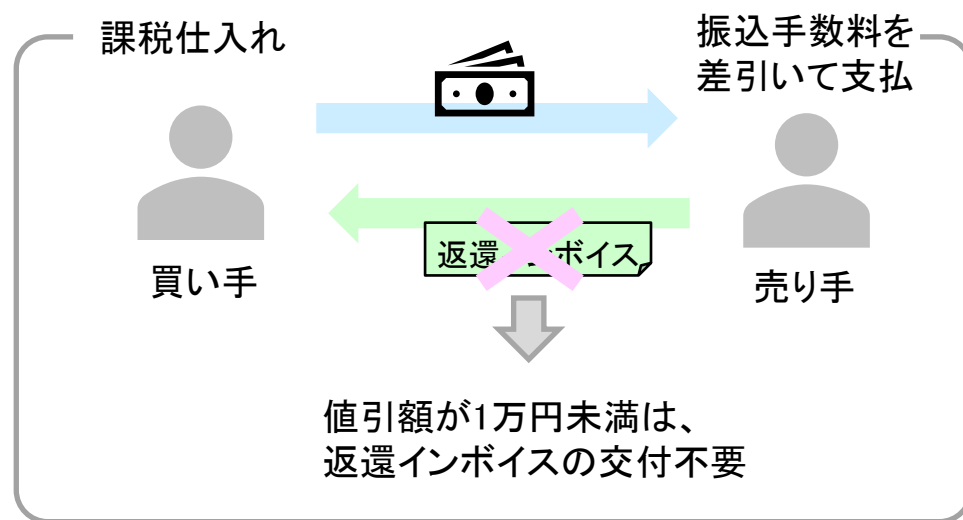 課税仕入れ
振込手数料を
差引いて支払
返還 ボイス
買い手
売り手
値引額が1万円未満は、
返還インボイスの交付不要